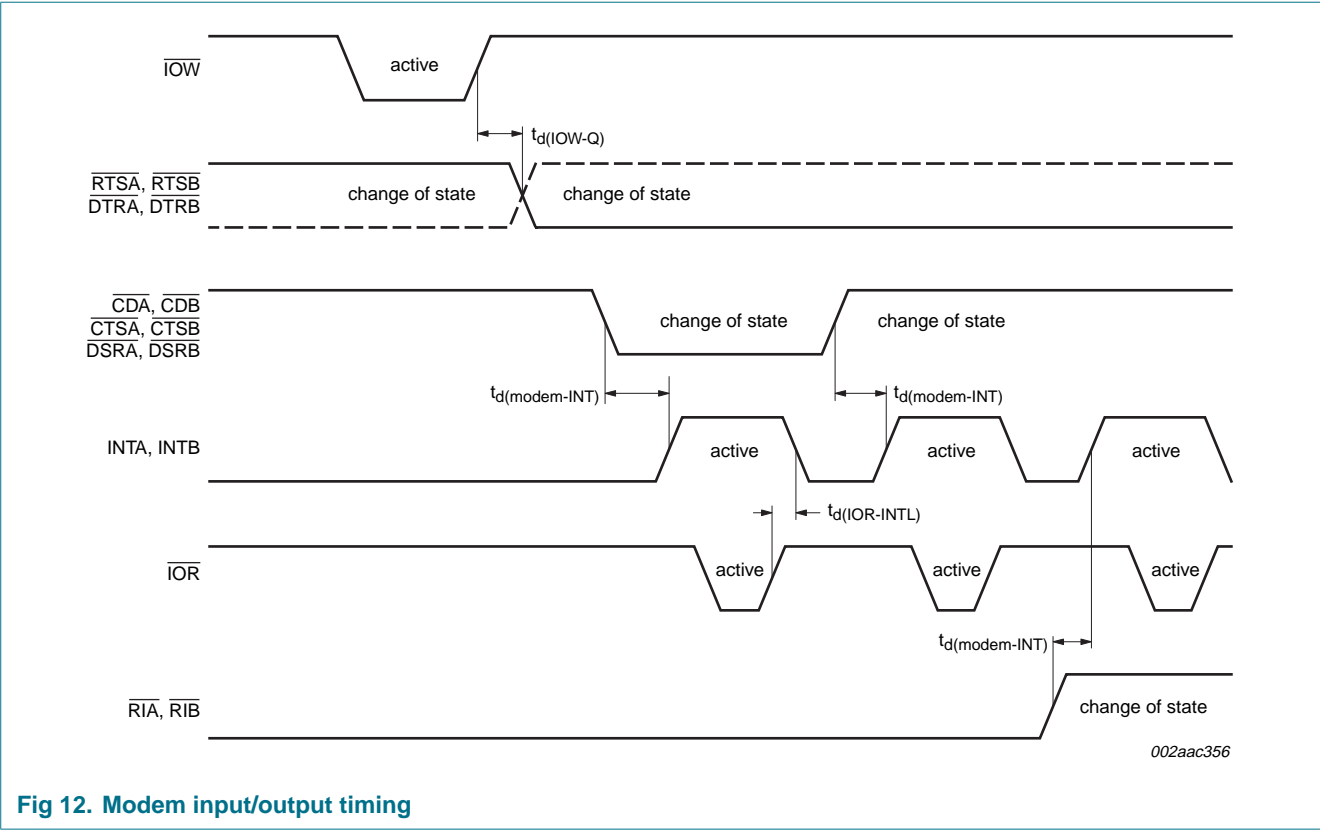 IOW
active
td(IOW-Q)
RTSA, RTSB
DTRA, DTRB
change of state
change of state
CDA, CDB
CTSA, CTSB
DSRA, DSRB
change of state
change of state
td(modem-INT)
td(modem-INT)
INTA, INTB
active
active
active
td(IOR-INTL)
IOR
active
active
active
td(modem-INT)
RIA, RIB
change of state
002aac356
Fig 12. Modem input/output timing